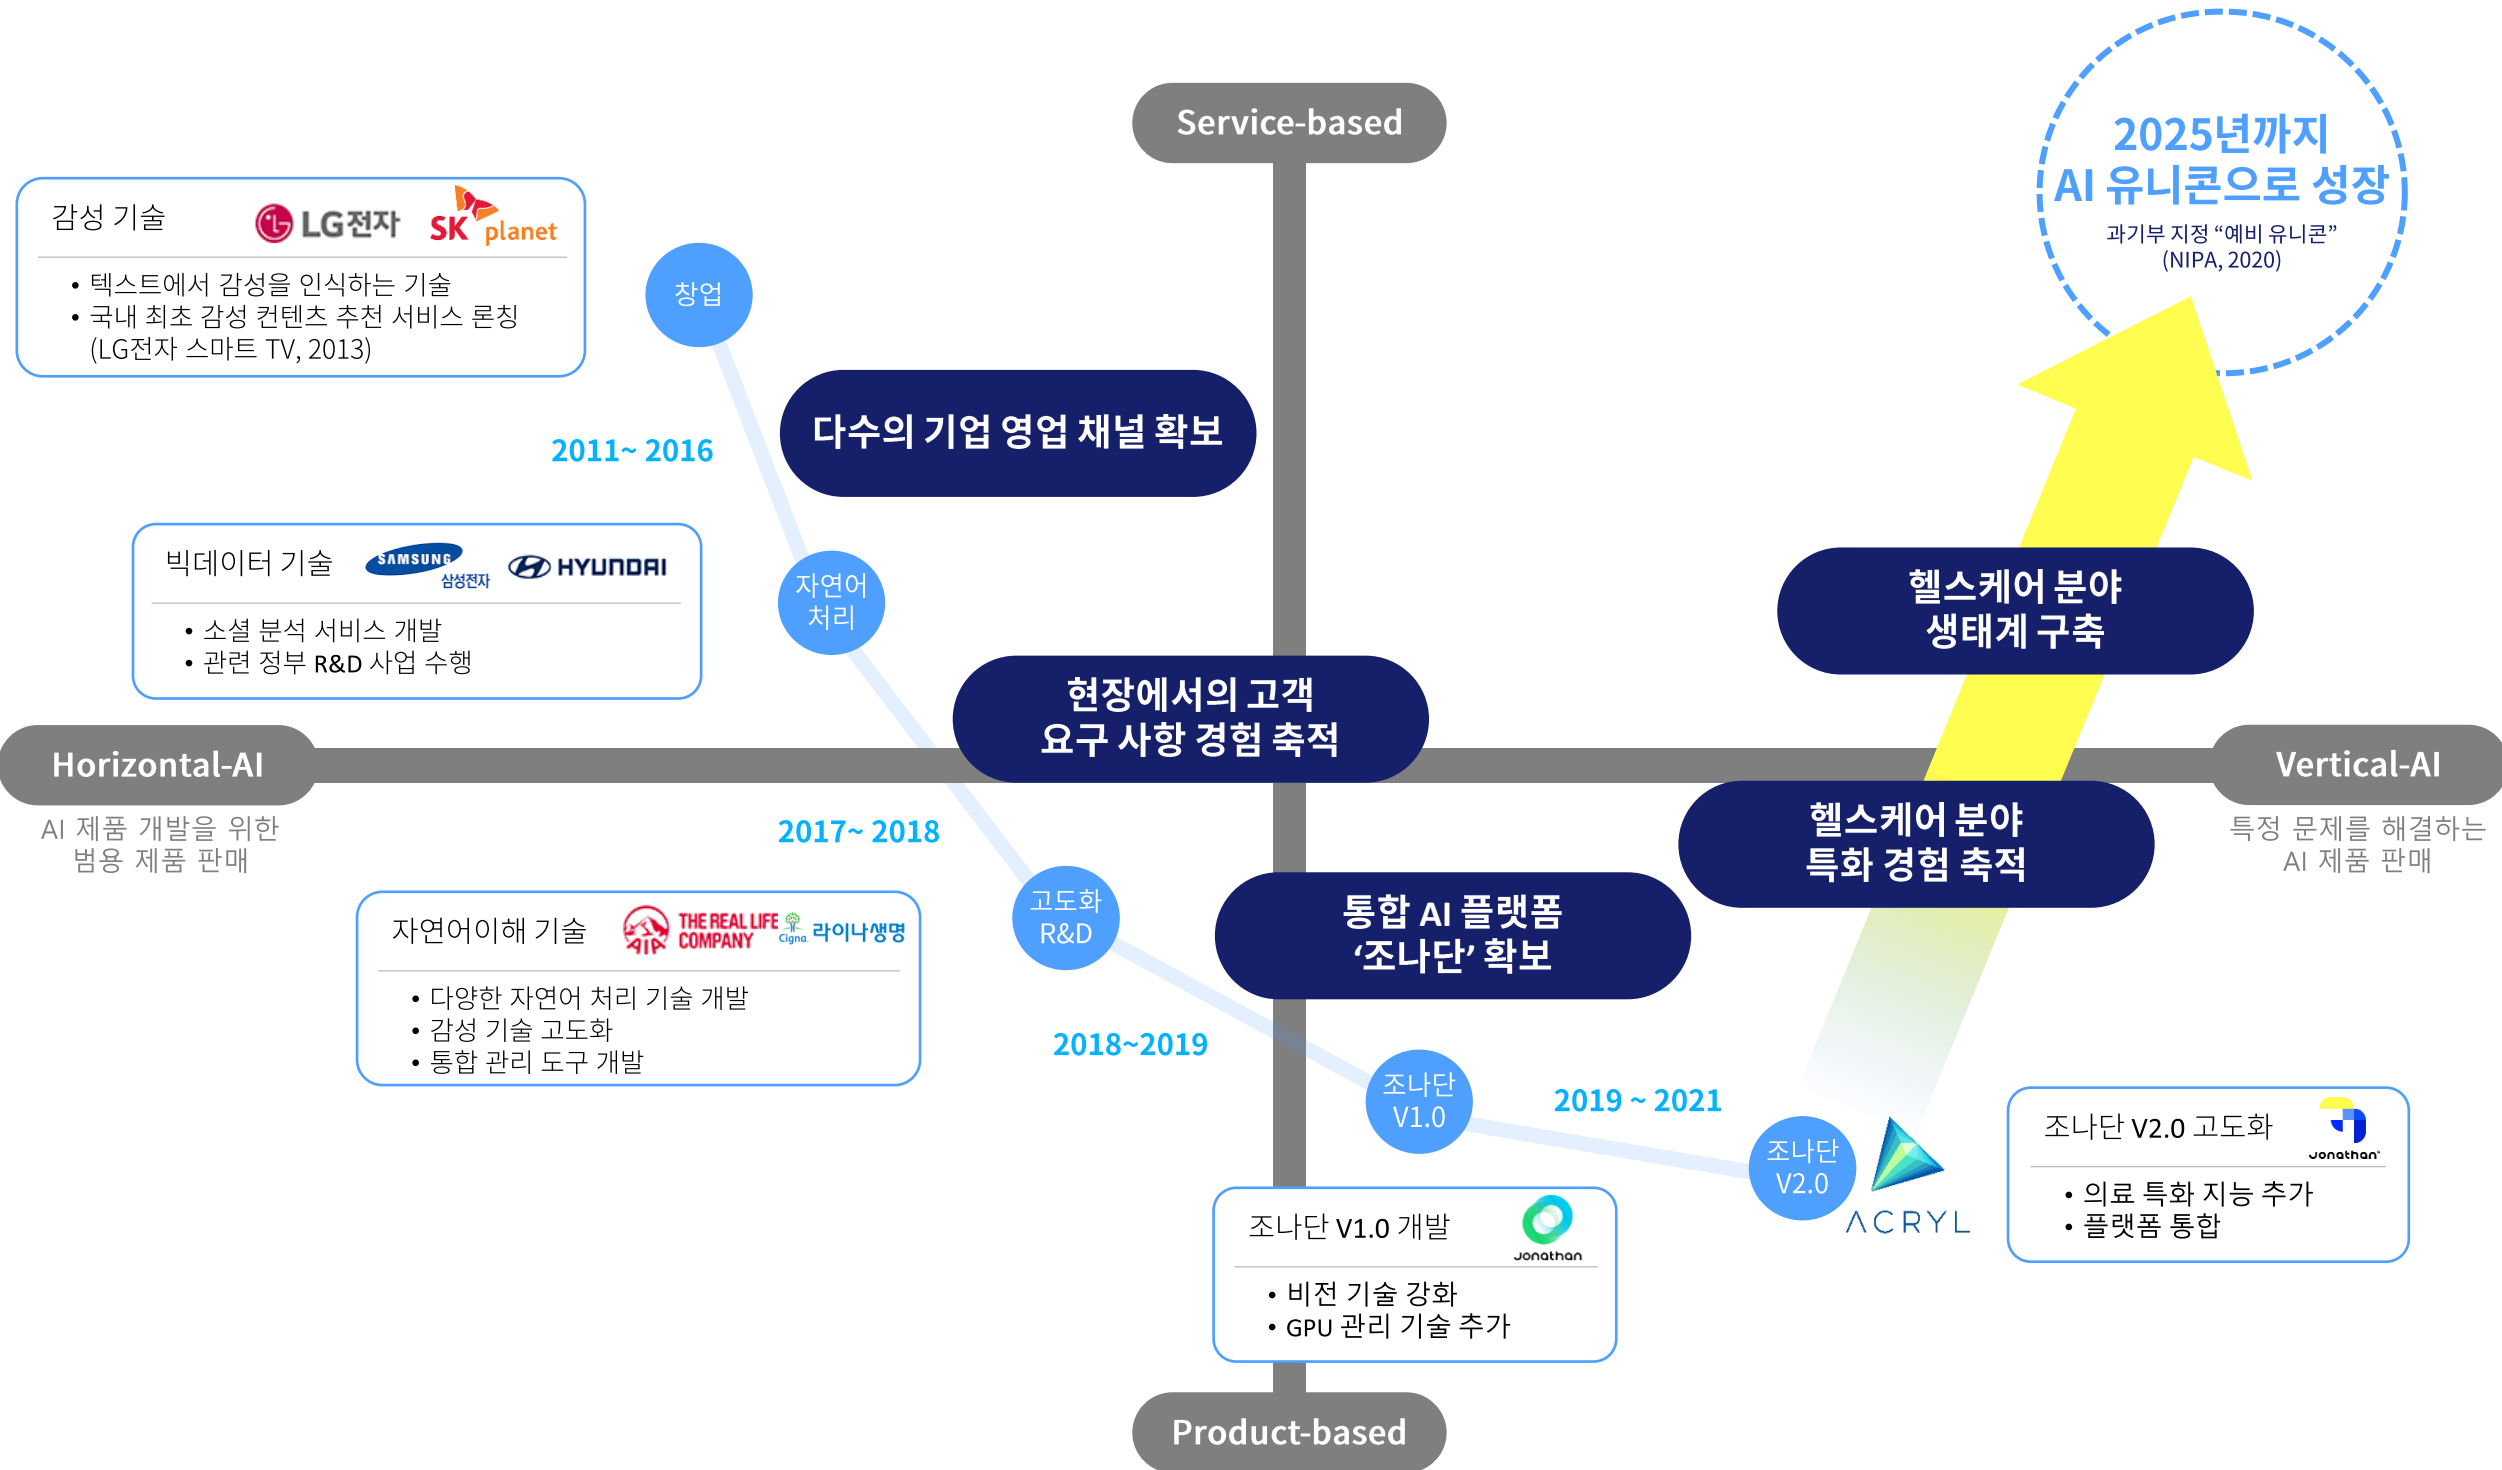 Service-based
2025년까지
AI 유니콘으로 성장
과기부 지정 “예비 유니콘”
(NIPA, 2020)
감성 기술
LG전자
SK planet
• 텍스트에서 감성을 인식하는 기술
• 국내 최초 감성 컨텐츠 추천 서비스 론칭
(LG전자 스마트 TV, 2013)
창업
다수의 기업 영업 채널 확보
2011~ 2016
빅데이터 기술
SAMSUNG
삼성전자
HYUNDAI
• 소셜 분석 서비스 개발
• 관련 정부 R&D 사업 수행
자연어
처리
헬스케어 분야
생태계 구축
현장에서의 고객
요구 사항 경험 축적
Horizontal-AI
AI 제품 개발을 위한
범용 제품 판매
Vertical-AI
특정 문제를 해결하는
AI 제품 판매
2017~ 2018
헬스케어 분야
특화 경험 축적
자연어이해 기술
AIA
THE REAL LIFE
COMPANY
Cigna.
라이나생명
• 다양한 자연어 처리 기술 개발
• 감성 기술 고도화
• 통합 관리 도구 개발
고도화
R&D
통합 AI 플랫폼
‘조나단’ 확보
2018~2019
조나단
V1.0
2019 ~ 2021
조나단
V2.0
ACRYL
조나단 V2.0 고도화
Jonathan
• 의료 특화 지능 추가
• 플랫폼 통합
조나단 V1.0 개발
Jonathan
• 비전 기술 강화
• GPU 관리 기술 추가
Product-based